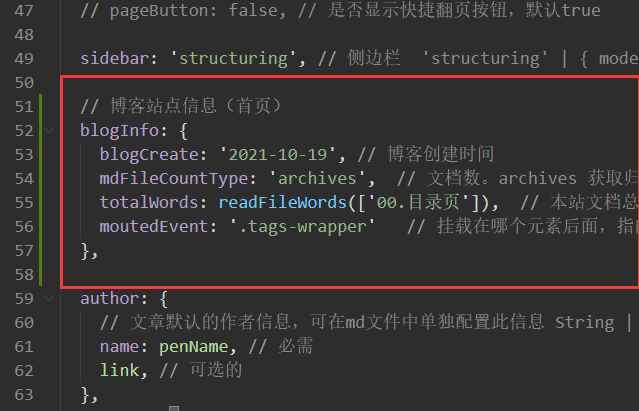 47 // pageButton: false, // 是否显示快捷翻页按钮，默认true
48
49 sidebar: 'structuring', // 侧边栏 'structuring' | { mode
50
51 // 博客站点信息（首页）
52 blogInfo: {
53 blogCreate: '2021-10-19', // 博客创建时间
54 mdFileCountType: 'archives', // 文档数。archives 获取归
55 totalWords: readFileWords(['00.目录页']), // 本站文档总
56 moutedEvent: '.tags-wrapper' // 挂载在哪个元素后面，指
57 },
58
59 author: {
60 // 文章默认的作者信息，可在md文件中单独配置此信息 String |
61 name: penName, // 必需
62 link, // 可选的
63 },